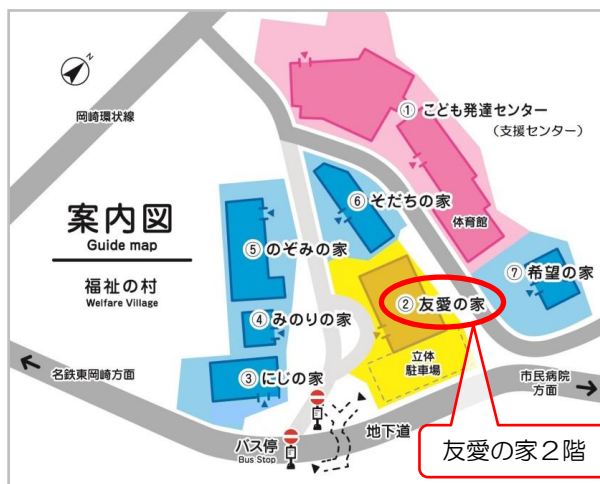 N
岡崎環状線
① こども発達センター
(支援センター)
体育館
案内図
Guide map
福祉の村
Welfare Village
⑥ そだちの家
⑤ のぞみの家
⑦ 希望の家
② 友愛の家
④ みのりの家
③ にじの家
立体
駐車場
名鉄東岡崎方面
市民病院
方面
バス停
Bus Stop
地下道
友愛の家２階